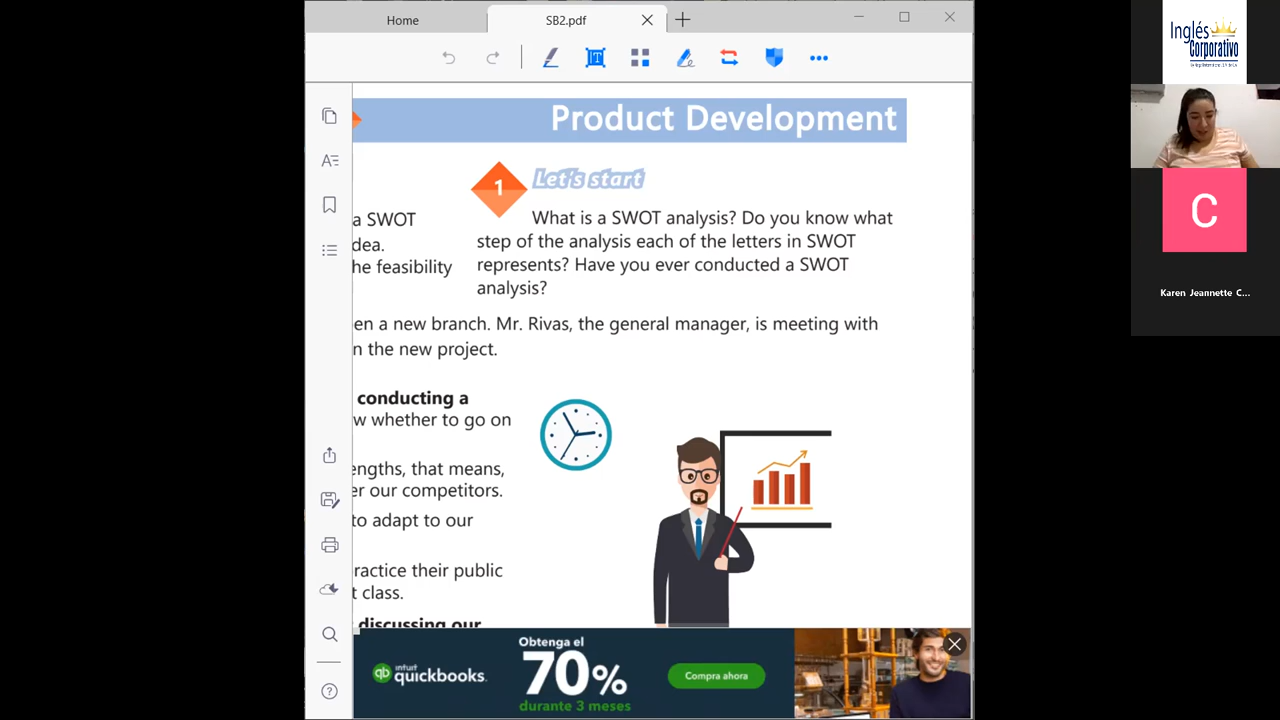 Home
SB2.pdf
Product Development
1
Let's start
a SWOT
dea.
he feasibility
What is a SWOT analysis? Do you know what
step of the analysis each of the letters in SWOT
represents? Have you ever conducted a SWOT
analysis?
en a new branch. Mr. Rivas, the general manager, is meeting with
n the new project.
conducting a
w whether to go on
engths, that means,
er our competitors.
to adapt to our
ractice their public
t class.
discussing our
intuit
quickbooks.
Obtenga el
70%
durante 3 meses
Compra ahora
Inglés
Corporativo
C
Karen Jeannette C...